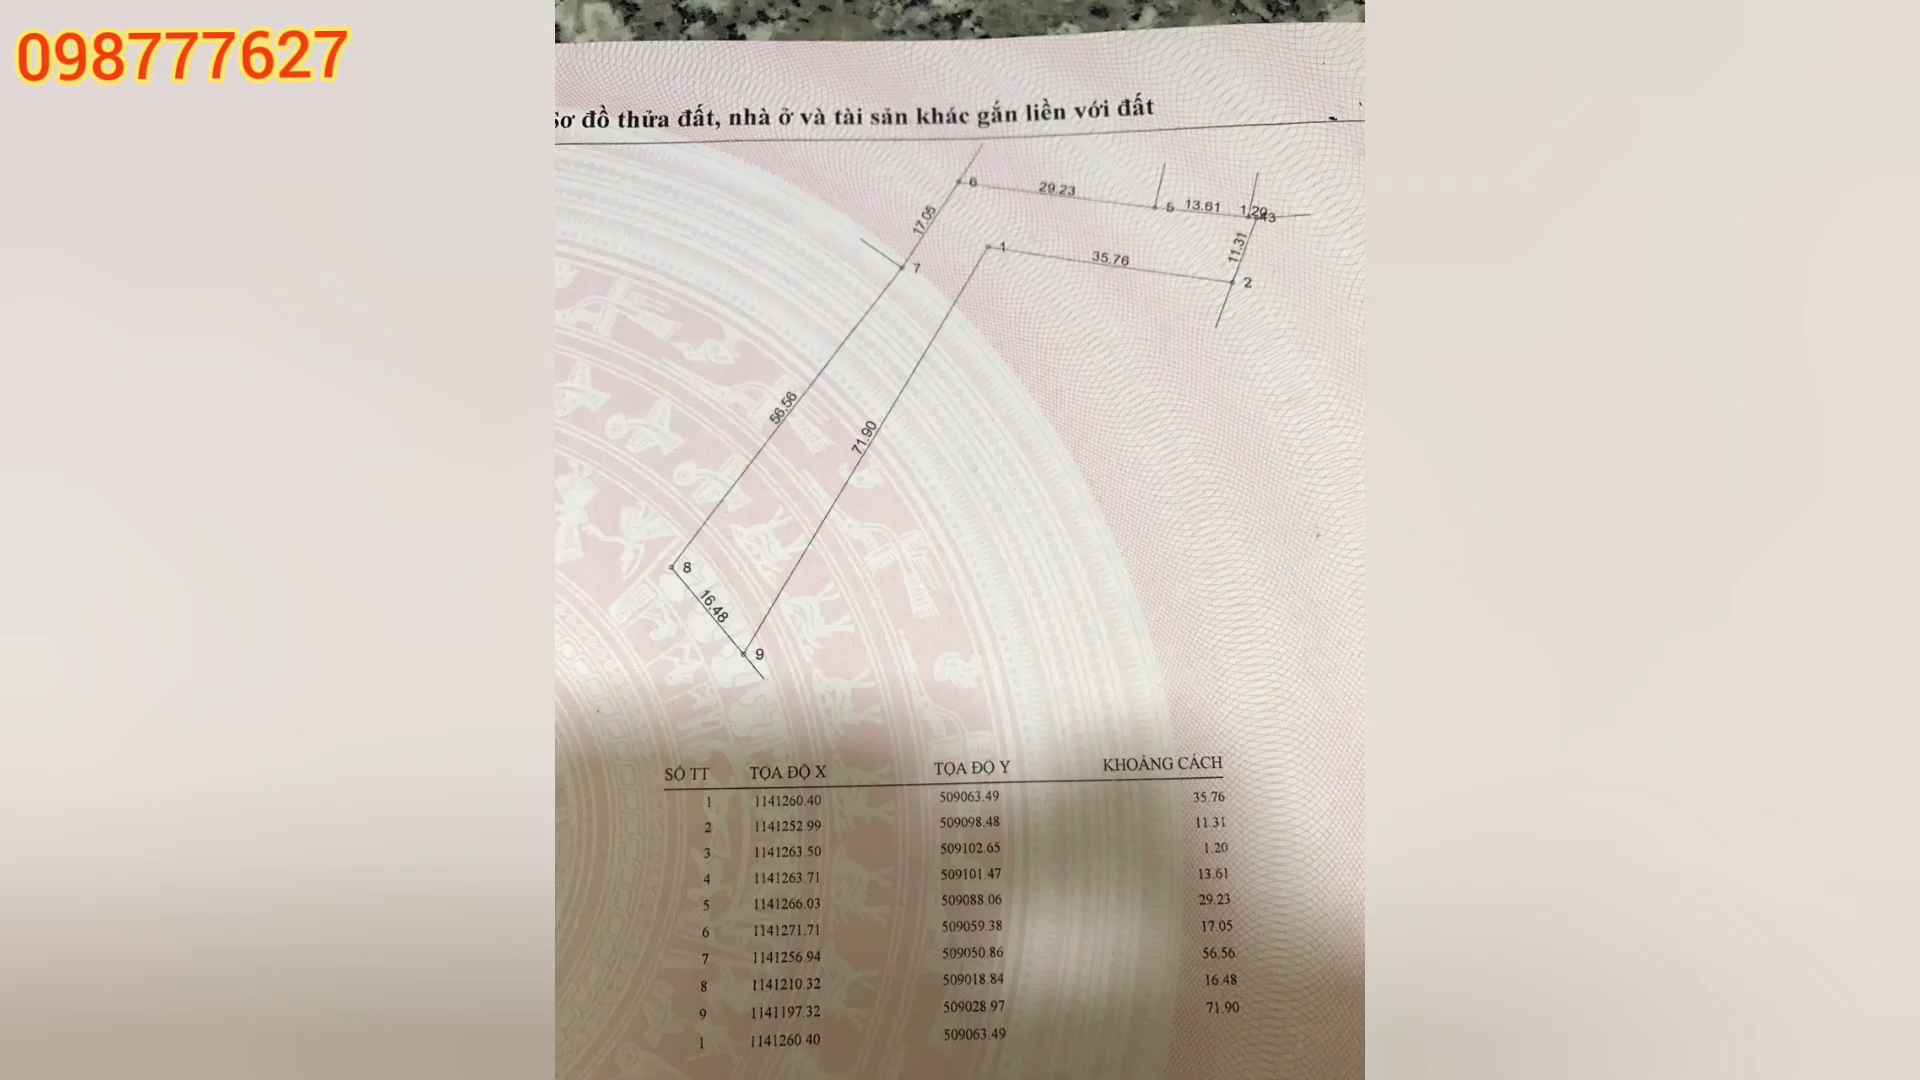 098777627
Sơ đồ thửa đất, nhà ở và tài sản khác gắn liền với đất
6
29.23
5
13.61
1.20
43
17.05
11.31
1
35.76
7
2
56.56
71.90
8
16.48
9
SỐ TT TỌA ĐỘ X TỌA ĐỘ Y KHOẢNG CÁCH
1 1141260.40 509063.49 35.76
2 1141252.99 509098.48 11.31
3 1141263.50 509102.65 1.20
4 1141263.71 509101.47 13.61
5 1141266.03 509088.06 29.23
6 1141271.71 509059.38 17.05
7 1141256.94 509050.86 56.56
8 1141210.32 509018.84 16.48
9 1141197.32 509028.97 71.90
1 1141260.40 509063.49